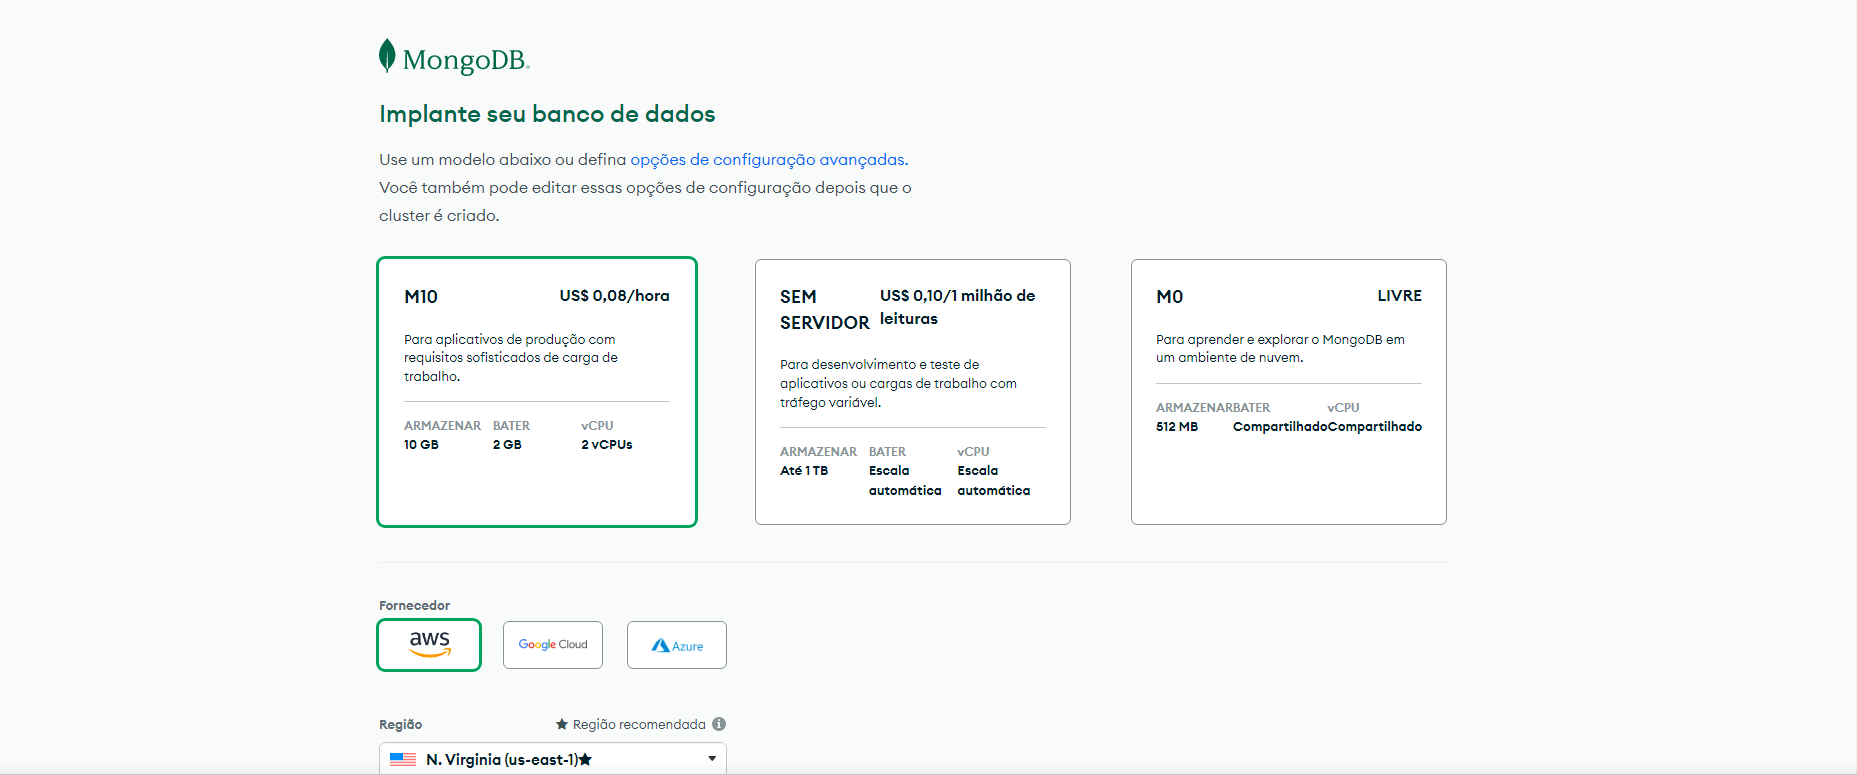 MongoDB.
Implante seu banco de dados
Use um modelo abaixo ou defina opções de configuração avançadas.
Você também pode editar essas opções de configuração depois que o
cluster é criado.
M10 US$ 0,08/hora
Para aplicativos de produção com
requisitos sofisticados de carga de
trabalho.
ARMAZENAR BATER vCPU
10 GB 2 GB 2 vCPUs
SEM SERVIDOR
US$ 0,10/1 milhão de
leituras
Para desenvolvimento e teste de
aplicativos ou cargas de trabalho com
tráfego variável.
ARMAZENAR BATER vCPU
Até 1 TB Escala Escala
automática automática
M0 LIVRE
Para aprender e explorar o MongoDB em
um ambiente de nuvem.
ARMAZENARBATER vCPU
512 MB CompartilhadoCompartilhado
Fornecedor
aws Google Cloud Azure
Região ★ Região recomendada
N. Virginia (us-east-1)★